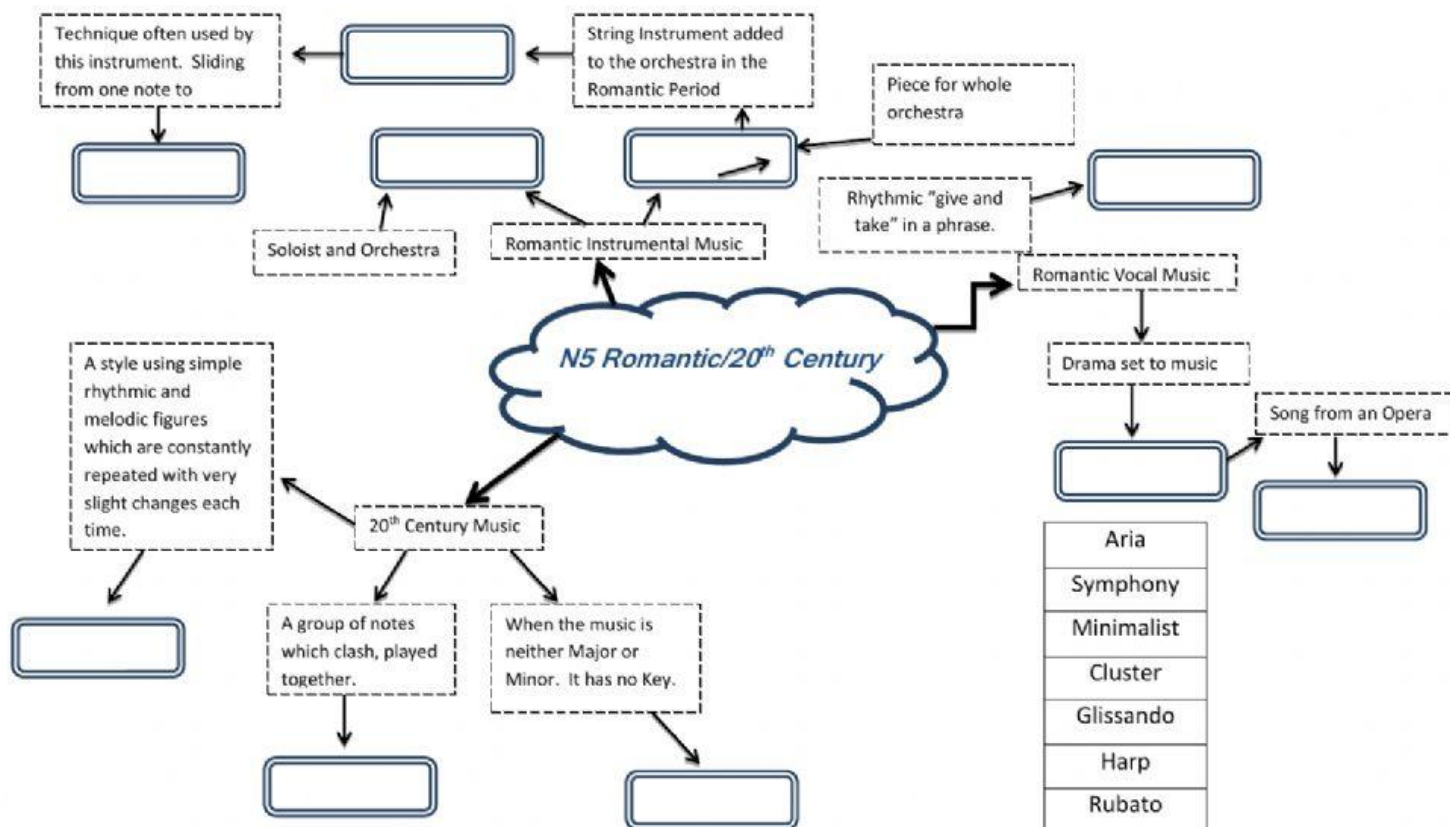 Technique often used by
this instrument. Sliding
from one note to
String Instrument added
to the orchestra in the
Romantic Period
Piece for whole
orchestra
Rhythmic “give and
take” in a phrase.
Soloist and Orchestra
Romantic Instrumental Music
Romantic Vocal Music
N5 Romantic/20th Century
Drama set to music
Song from an Opera
A style using simple
rhythmic and
melodic figures
which are constantly
repeated with very
slight changes each
time.
20th Century Music
A group of notes
which clash, played
together.
When the music is
neither Major or
Minor. It has no Key.
Aria
Symphony
Minimalist
Cluster
Glissando
Harp
Rubato